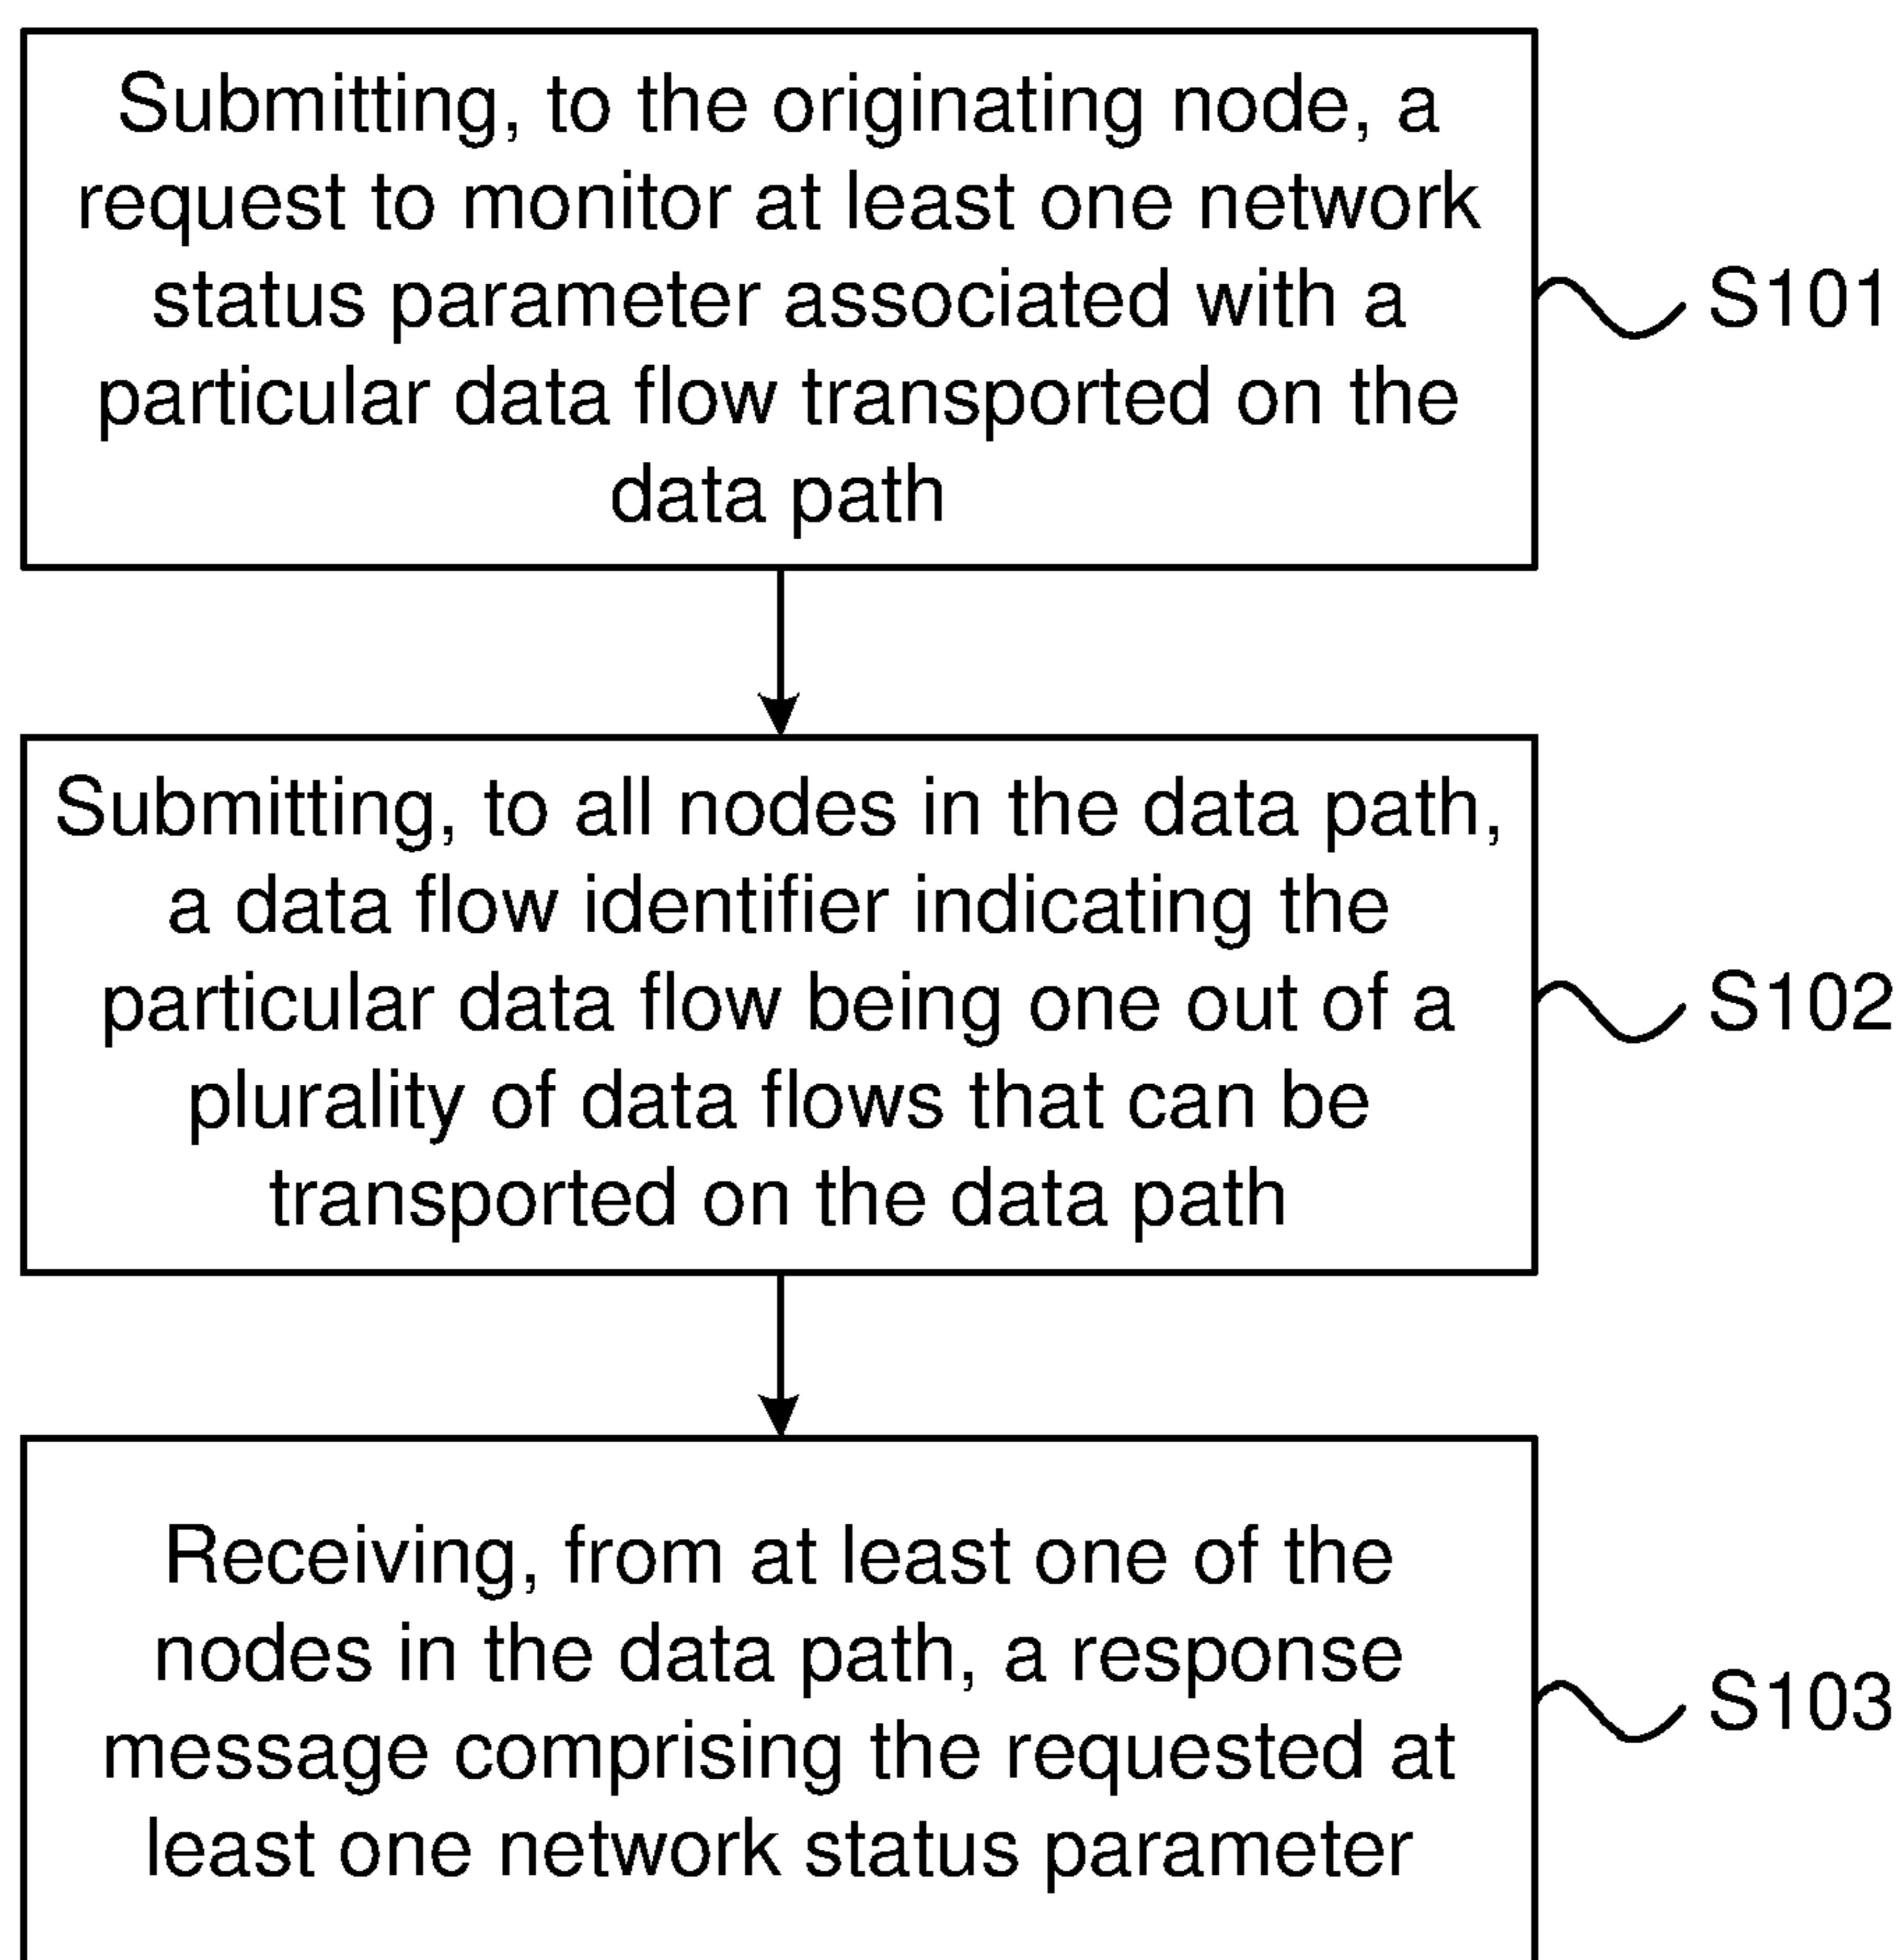 Submitting, to the originating node, a
request to monitor at least one network
status parameter associated with a
particular data flow transported on the
data path
S101
Submitting, to all nodes in the data path,
a data flow identifier indicating the
particular data flow being one out of a
plurality of data flows that can be
transported on the data path
S102
Receiving, from at least one of the
nodes in the data path, a response
message comprising the requested at
least one network status parameter
S103